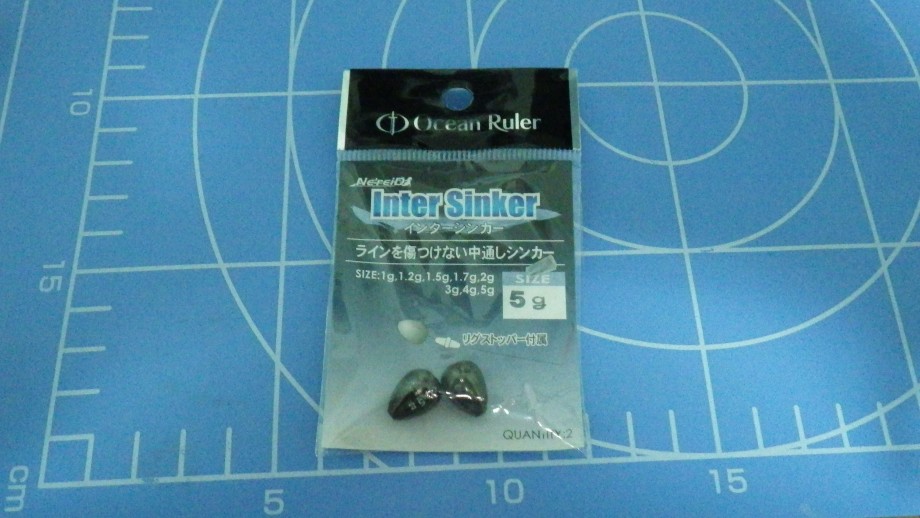 Ocean Ruler
NereiDs
Inter Sinker
インターシンカー
ラインを傷つけない中通しシンカー
SIZE:1g,1.2g,1.5g,1.7g,2g
3g,4g,5g
SIZE
5g
リグストッパー付属
QUANTITY:2
10
15
cm
5
10
15